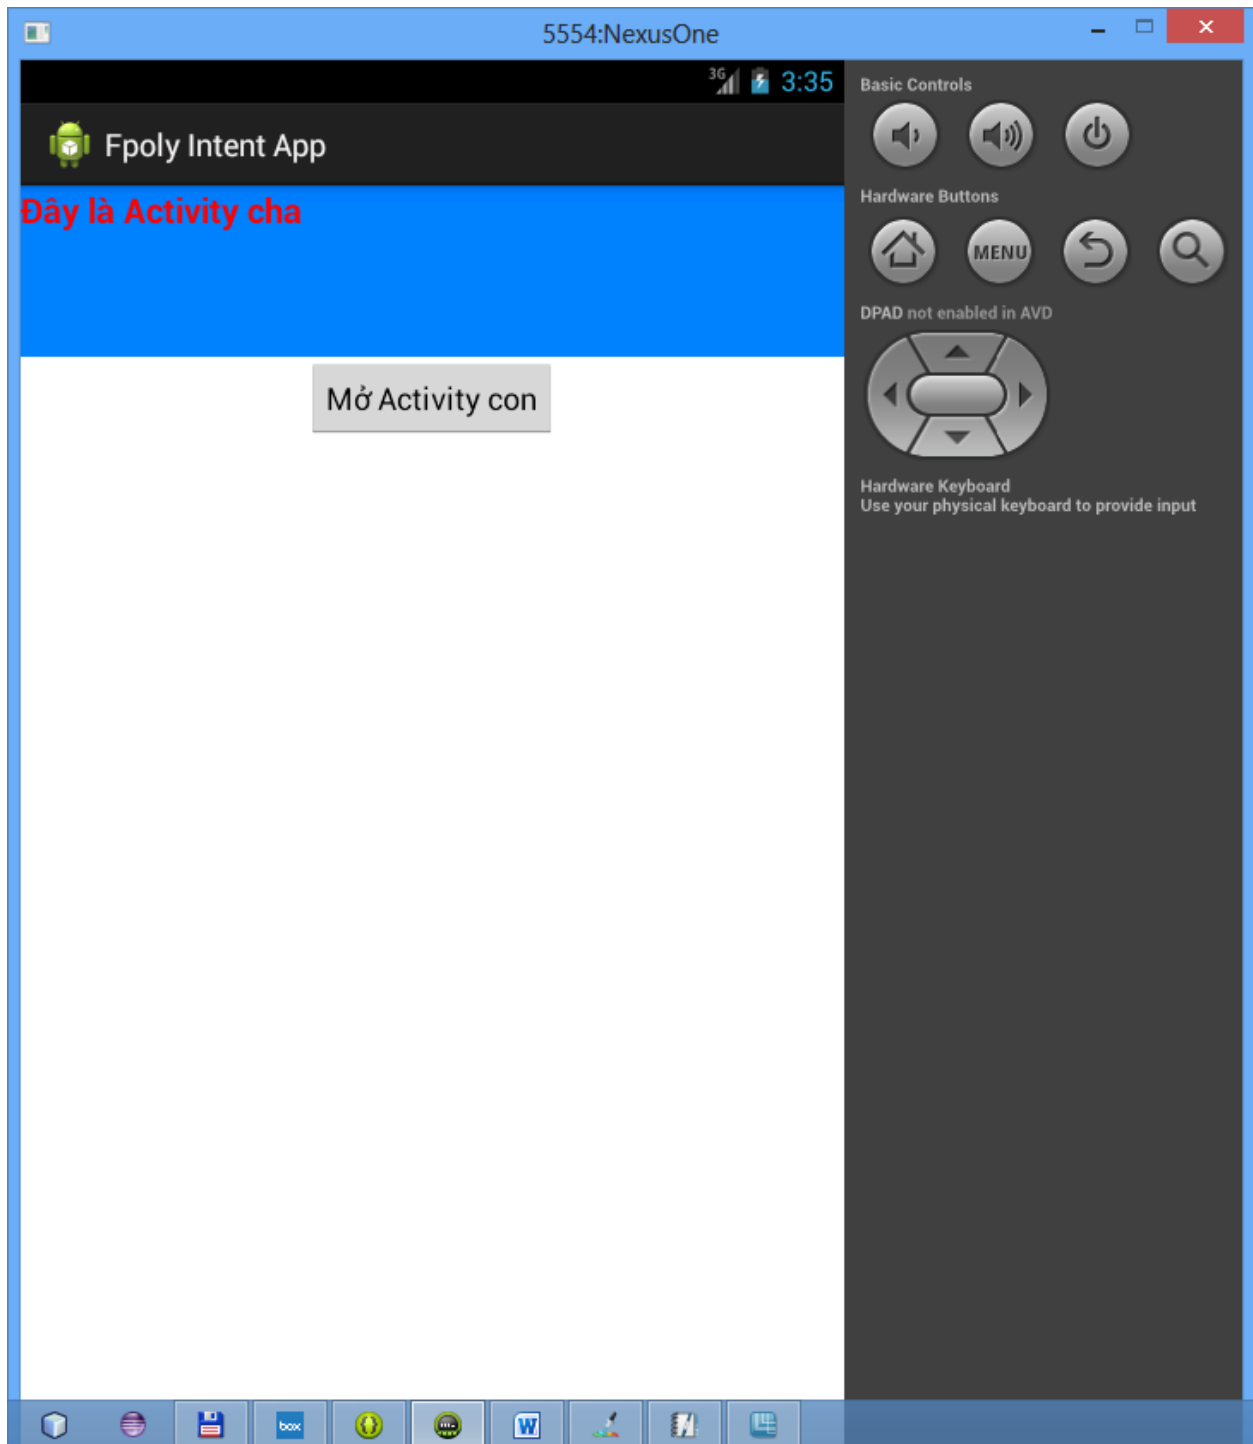 5554:NexusOne
3G 3:35
Fpoly Intent App
Đây là Activity cha
Mở Activity con
Basic Controls
Hardware Buttons
MENU
DPAD not enabled in AVD
Hardware Keyboard
Use your physical keyboard to provide input
box
W